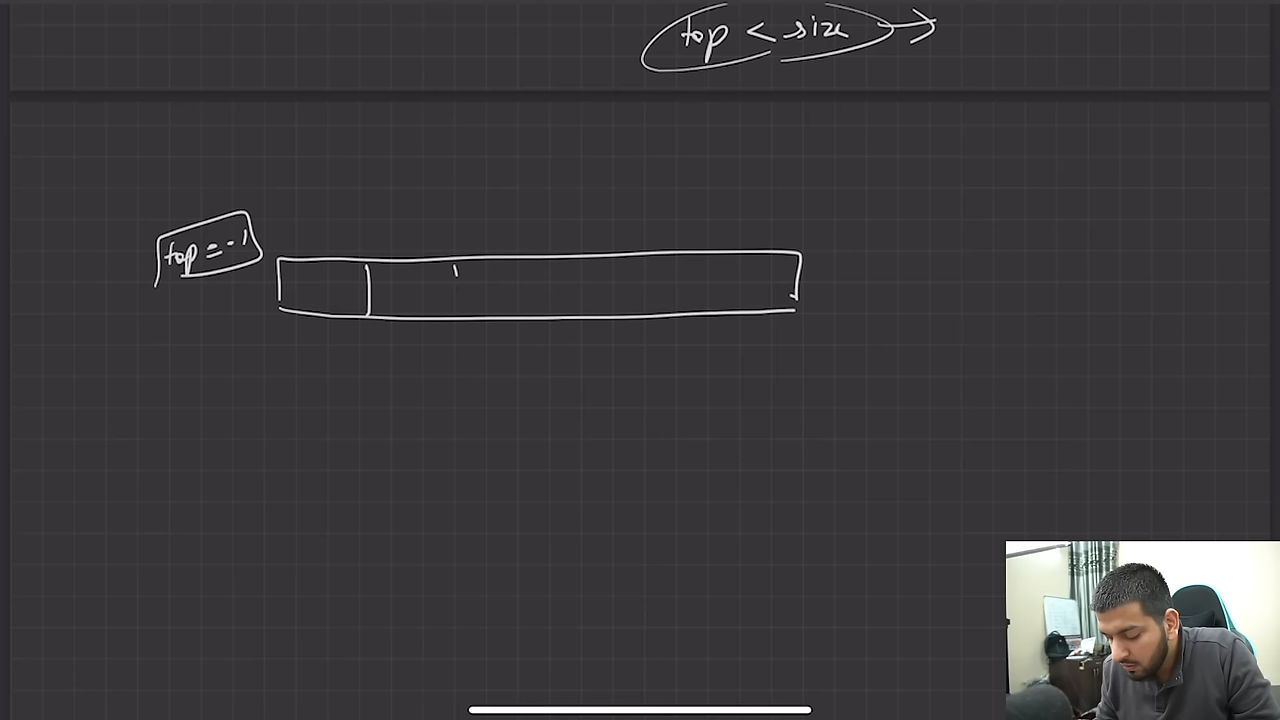 top < size
top = -1